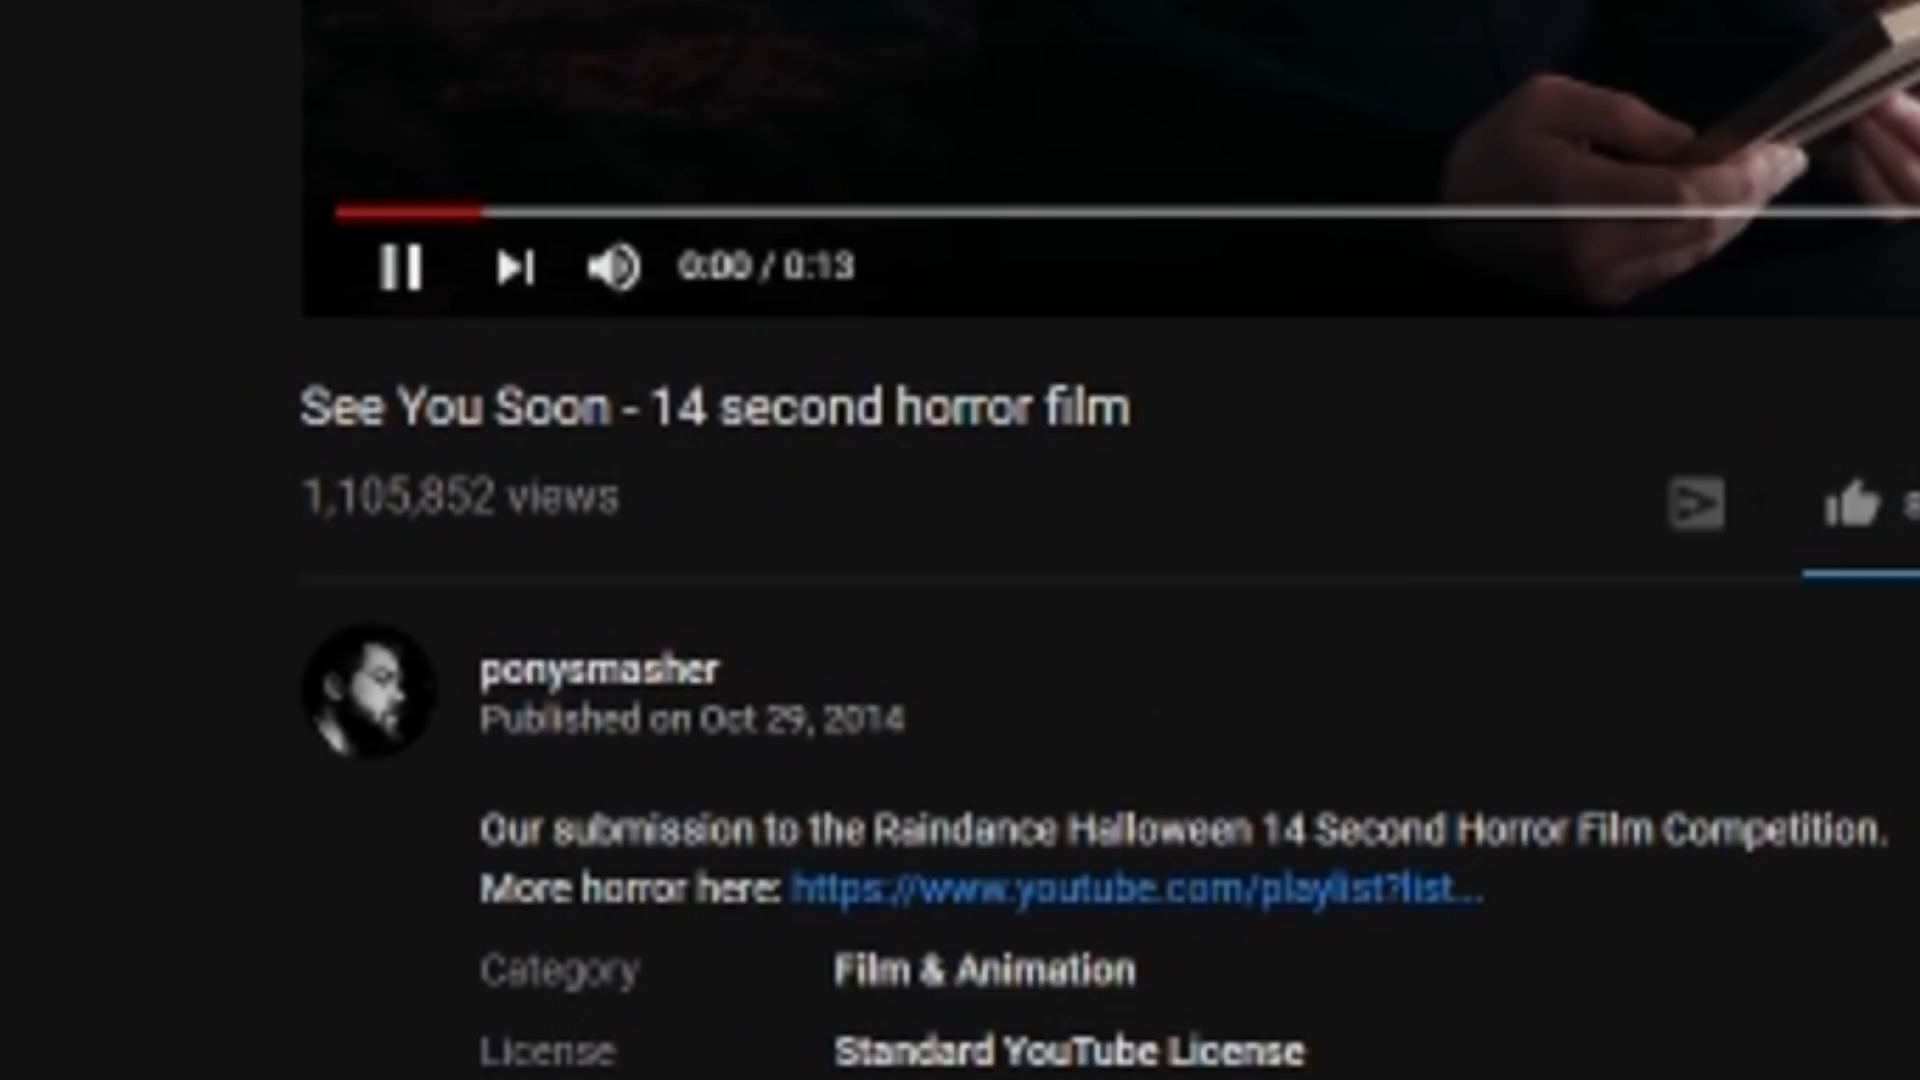 0:00 / 0:13
See You Soon - 14 second horror film
1,105,852 views
ponysmasher
Published on Oct 29, 2014
Our submission to the Raindance Halloween 14 Second Horror Film Competition.
More horror here: https://www.youtube.com/playlist?list...
Category Film & Animation
License Standard YouTube License